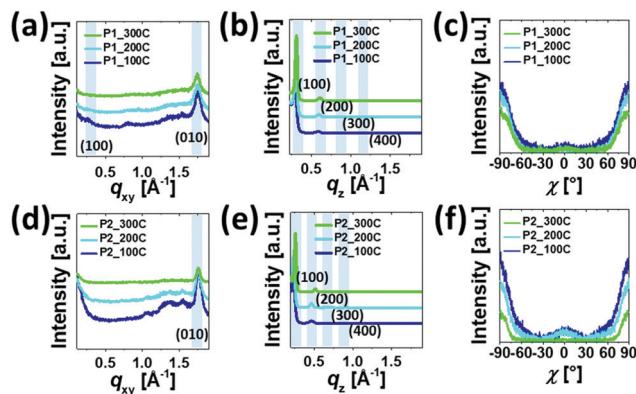 (a)
P1_300C
P1_200C
P1_100C
Intensity [a.u.]
(100)
(010)
0.5 1.0 1.5
qxy [Å-1]
(b)
P1_300C
P1_200C
P1_100C
Intensity [a.u.]
(100)
(200)
(300)
(400)
0.5 1.0 1.5
qz [Å-1]
(c)
P1_300C
P1_200C
P1_100C
Intensity [a.u.]
-90 -60 -30 0 30 60 90
χ [°]
(d)
P2_300C
P2_200C
P2_100C
Intensity [a.u.]
(010)
0.5 1.0 1.5
qxy [Å-1]
(e)
P2_300C
P2_200C
P2_100C
Intensity [a.u.]
(100)
(200)
(300)
(400)
0.5 1.0 1.5
qz [Å-1]
(f)
P2_300C
P2_200C
P2_100C
Intensity [a.u.]
-90 -60 -30 0 30 60 90
χ [°]